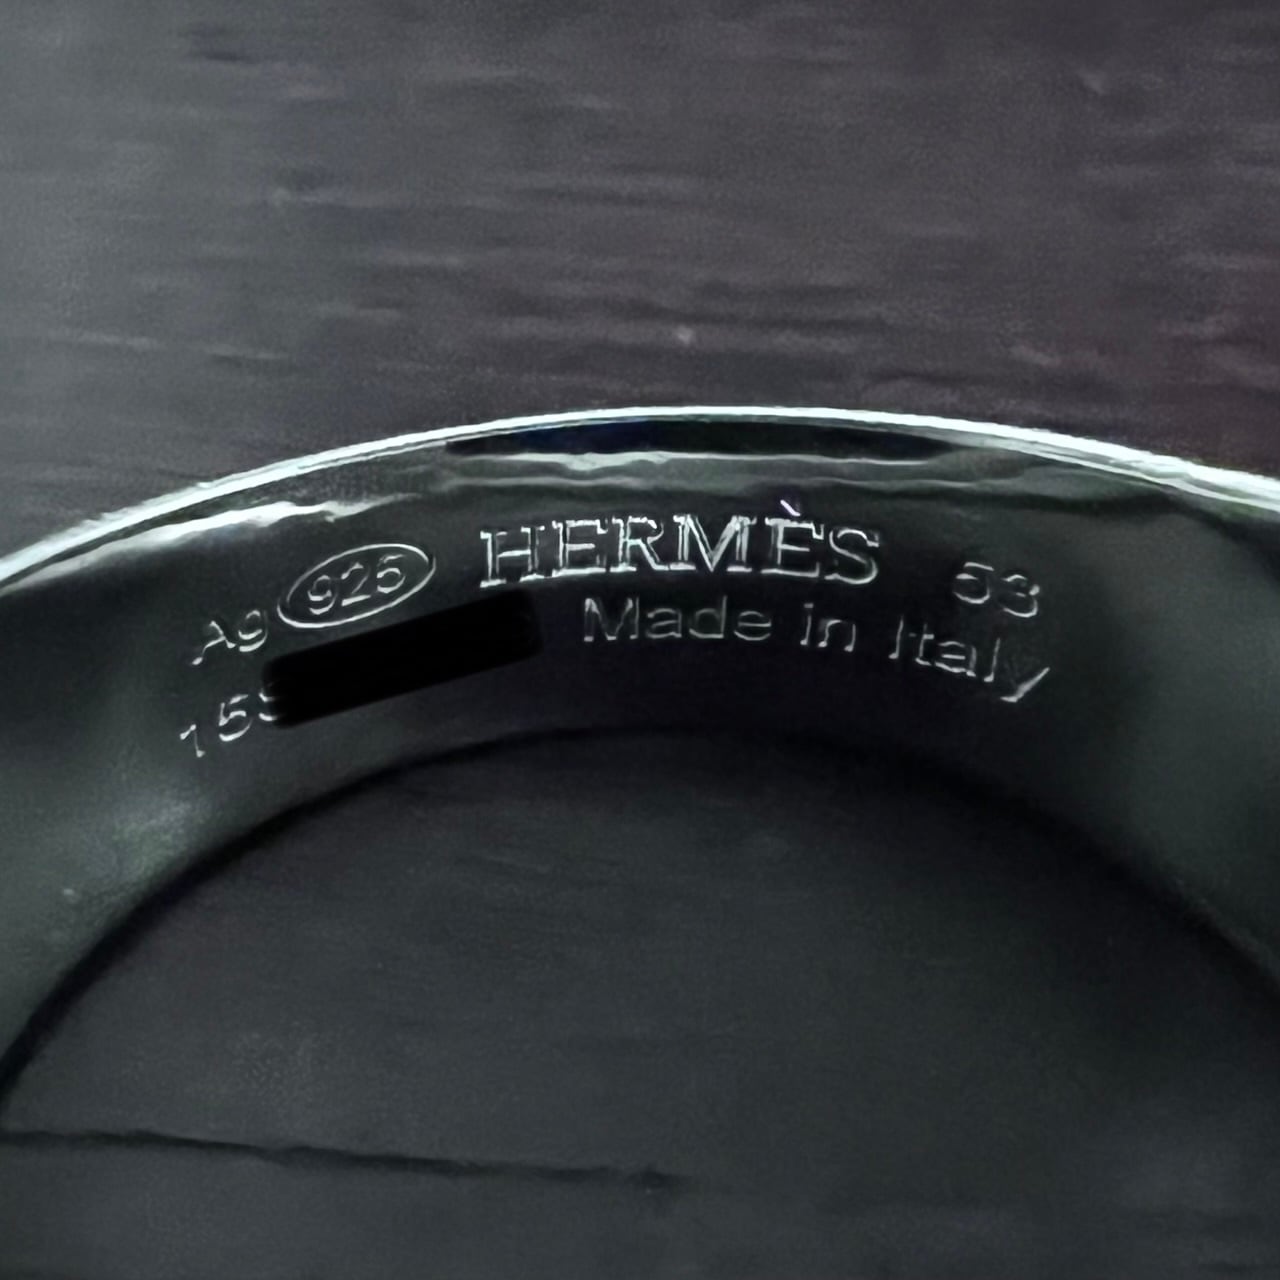 Ag 925 HERMÈS 53
15 Made in Italy